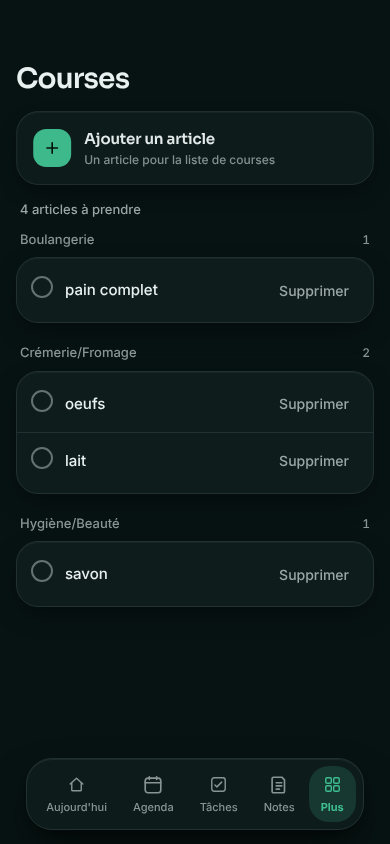 Courses
Ajouter un article
Un article pour la liste de courses
4 articles à prendre
Boulangerie 1
pain complet Supprimer
Crémerie/Fromage 2
oeufs Supprimer
lait Supprimer
Hygiène/Beauté 1
savon Supprimer
Aujourd'hui Agenda Tâches Notes Plus